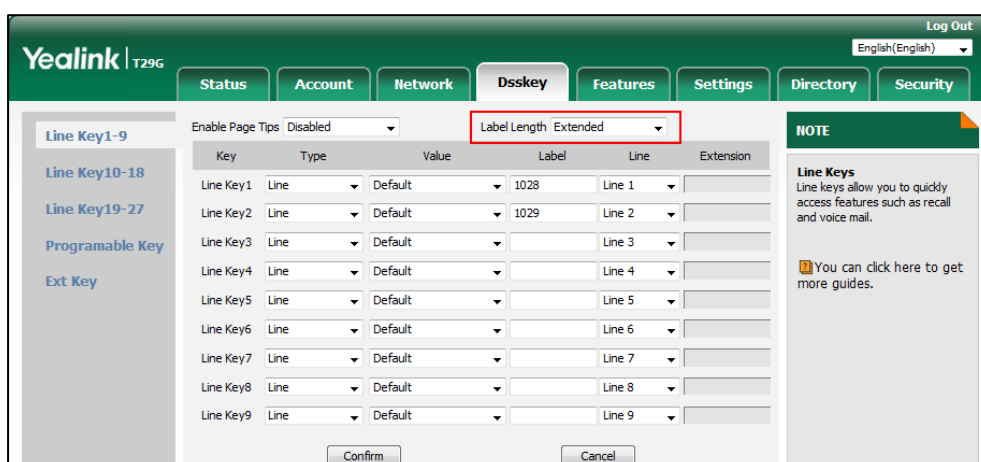 Log Out
Yealink | T29G
English(English)
Status Account Network Dsskey Features Settings Directory Security
Line Key1-9
Line Key10-18
Line Key19-27
Programable Key
Ext Key
Enable Page Tips Disabled Label Length Extended
Key Type Value Label Line Extension
Line Key1 Line Default 1028 Line 1
Line Key2 Line Default 1029 Line 2
Line Key3 Line Default Line 3
Line Key4 Line Default Line 4
Line Key5 Line Default Line 5
Line Key6 Line Default Line 6
Line Key7 Line Default Line 7
Line Key8 Line Default Line 8
Line Key9 Line Default Line 9
Confirm Cancel
NOTE
Line Keys
Line keys allow you to quickly
access features such as recall
and voice mail.
? You can click here to get
more guides.